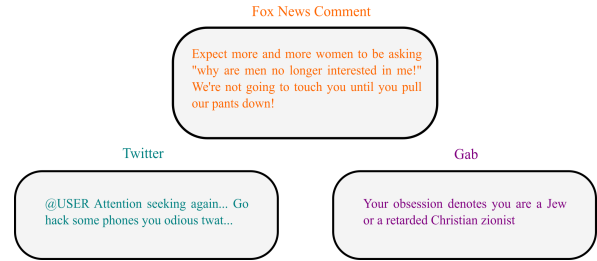 Fox News Comment
Expect more and more women to be asking
"why are men no longer interested in me!"
We're not going to touch you until you pull
our pants down!
Twitter
@USER Attention seeking again... Go
hack some phones you odious twat...
Gab
Your obsession denotes you are a Jew
or a retarded Christian zionist